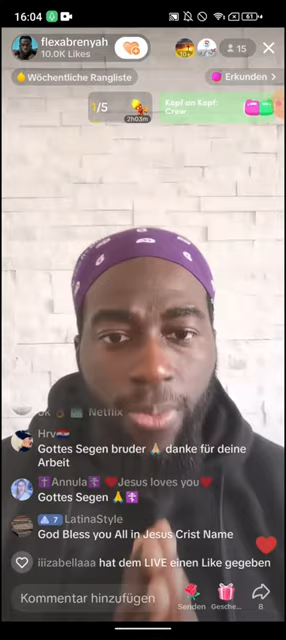 16:04
61
flexabrenyah
10.0K Likes
15
Wöchentliche Rangliste
Erkunden >
1/5
2h03m
Kopf an Kopf:
Crew
Netflix
Hrv
Gottes Segen bruder 🙏 danke für deine
Arbeit
✝️Annula☦️ ❤️Jesus loves you❤️
Gottes Segen 🙏☦️
7 LatinaStyle
God Bless you All in Jesus Crist Name
iiizabellaaa hat dem LIVE einen Like gegeben
Kommentar hinzufügen
Senden
Gesche...
8